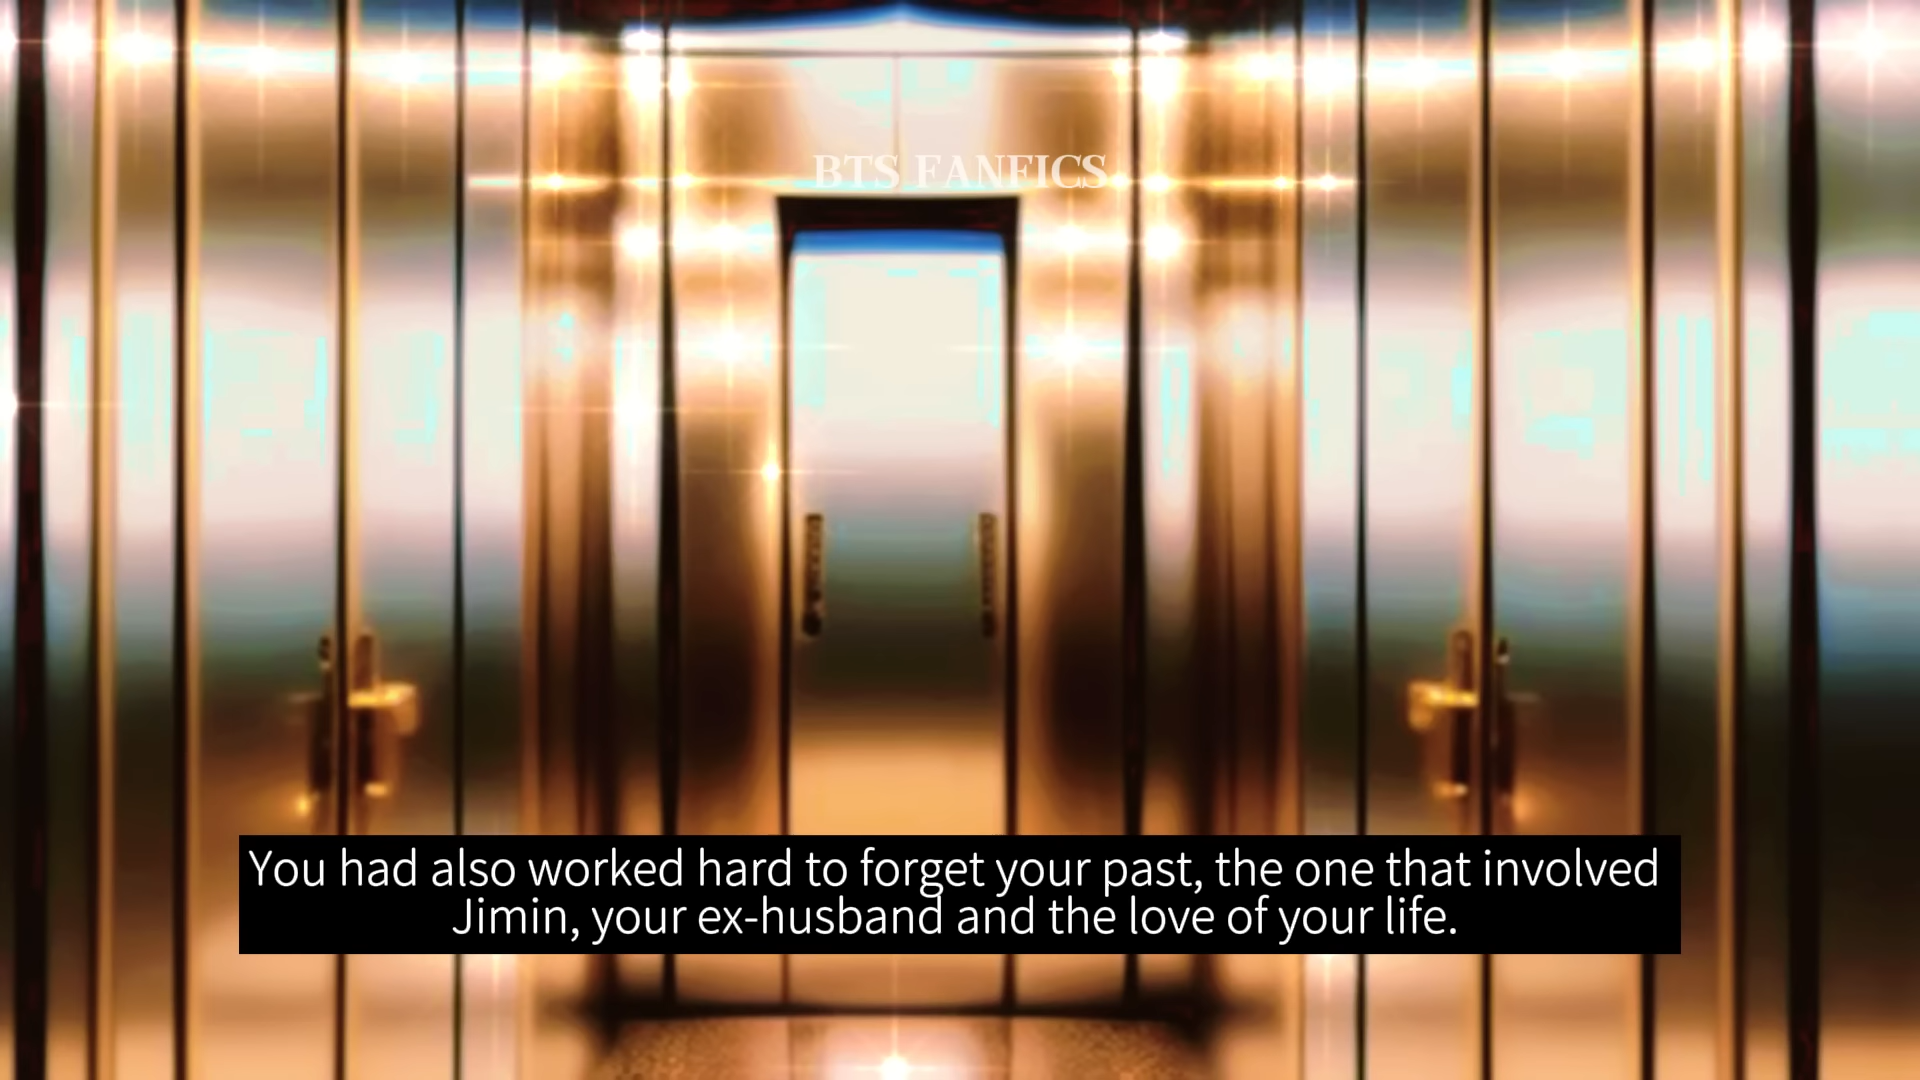 BTS FANFICS
You had also worked hard to forget your past, the one that involved
Jimin, your ex-husband and the love of your life.